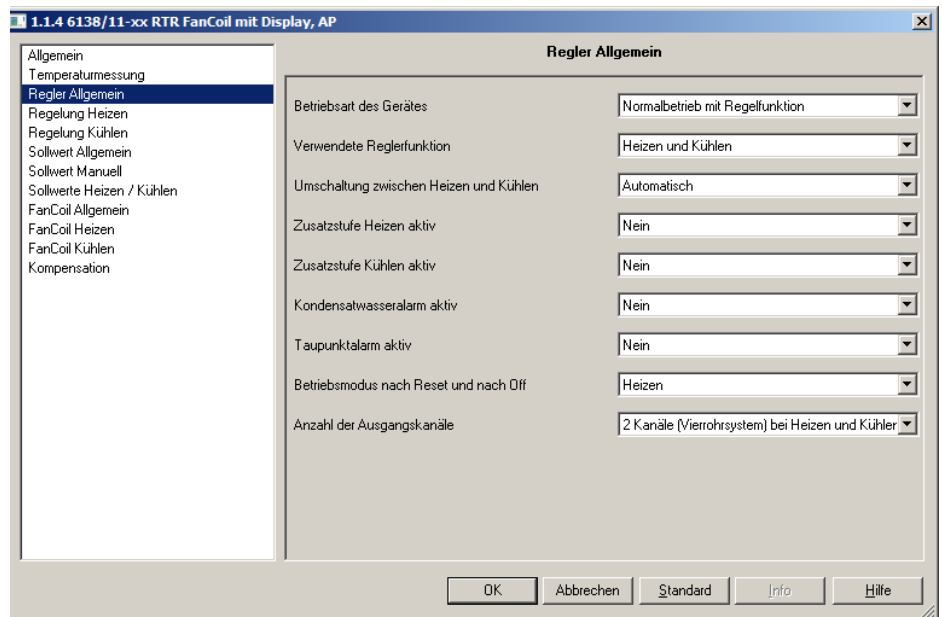 1.1.4 6138/11-xx RTR FanCoil mit Display, AP
Allgemein
Temperaturmessung
Regler Allgemein
Regelung Heizen
Regelung Kühlen
Sollwert Allgemein
Sollwert Manuell
Sollwerte Heizen / Kühlen
FanCoil Allgemein
FanCoil Heizen
FanCoil Kühlen
Kompensation
Regler Allgemein
Betriebsart des Gerätes Normalbetrieb mit Regelfunktion
Verwendete Reglerfunktion Heizen und Kühlen
Umschaltung zwischen Heizen und Kühlen Automatisch
Zusatzstufe Heizen aktiv Nein
Zusatzstufe Kühlen aktiv Nein
Kondensatwasseralarm aktiv Nein
Taupunktalarm aktiv Nein
Betriebsmodus nach Reset und nach Off Heizen
Anzahl der Ausgangskanäle 2 Kanäle (Vierrohrsystem) bei Heizen und Kühler
OK Abbrechen Standard Info Hilfe